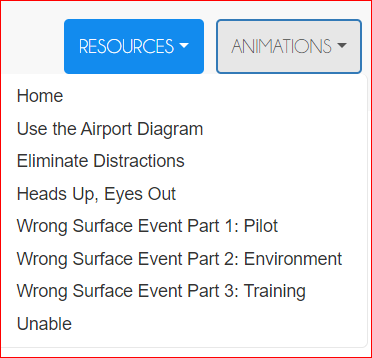 RESOURCES ANIMATIONS
Home
Use the Airport Diagram
Eliminate Distractions
Heads Up, Eyes Out
Wrong Surface Event Part 1: Pilot
Wrong Surface Event Part 2: Environment
Wrong Surface Event Part 3: Training
Unable